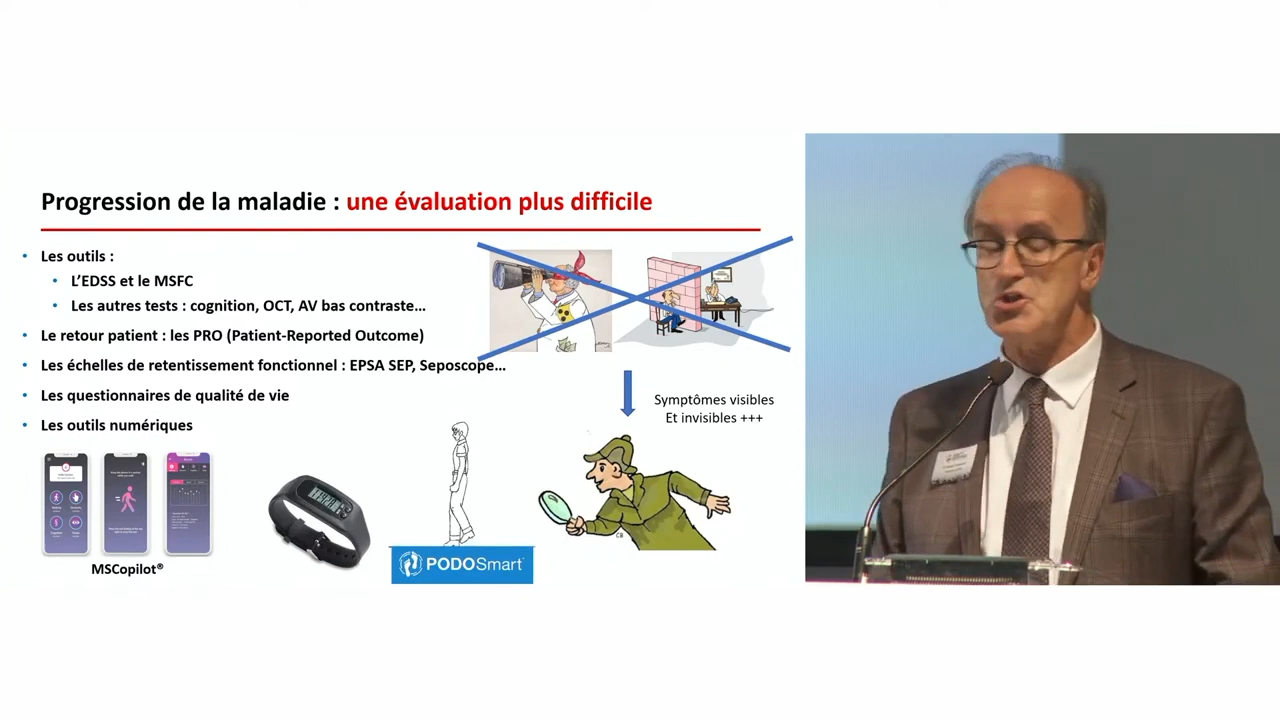 Progression de la maladie : une évaluation plus difficile
• Les outils :
• L'EDSS et le MSFC
• Les autres tests : cognition, OCT, AV bas contraste…
• Le retour patient : les PRO (Patient-Reported Outcome)
• Les échelles de retentissement fonctionnel : EPSA SEP, Seposcope…
• Les questionnaires de qualité de vie
• Les outils numériques
Symptômes visibles
Et invisibles +++
MSCopilot®
PODOSmart
CB